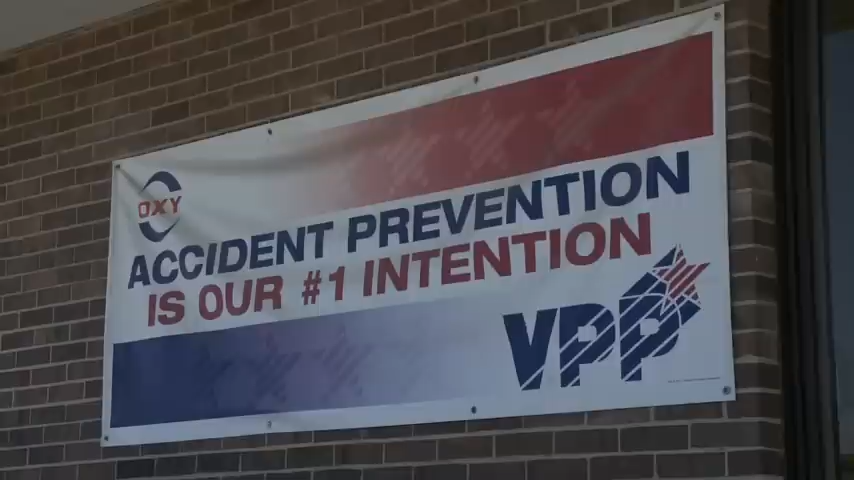 OXY
ACCIDENT PREVENTION
IS OUR #1 INTENTION
VPP